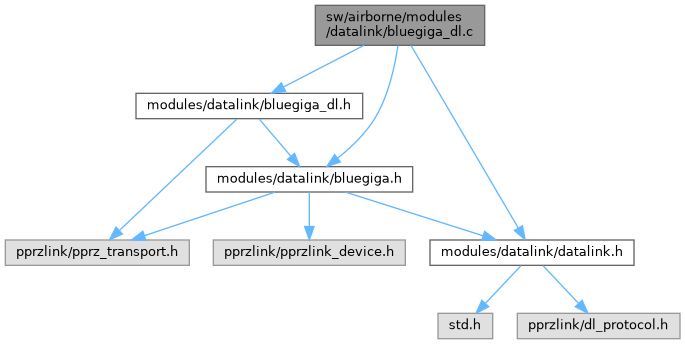 sw/airborne/modules
/datalink/bluegiga_dl.c
modules/datalink/bluegiga_dl.h
modules/datalink/bluegiga.h
pprzlink/pprz_transport.h
pprzlink/pprzlink_device.h
modules/datalink/datalink.h
std.h
pprzlink/dl_protocol.h